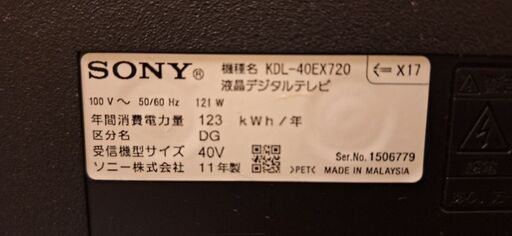 SONY® 機種名 KDL-40EX720 X17
液晶デジタルテレビ
100 V ～ 50/60 Hz 121 W
年間消費電力量 123 kWh/年
区分名 DG
受信機型サイズ 40V Ser.No. 1506779
ソニー株式会社 11年製 >PET< MADE IN MALAYSIA